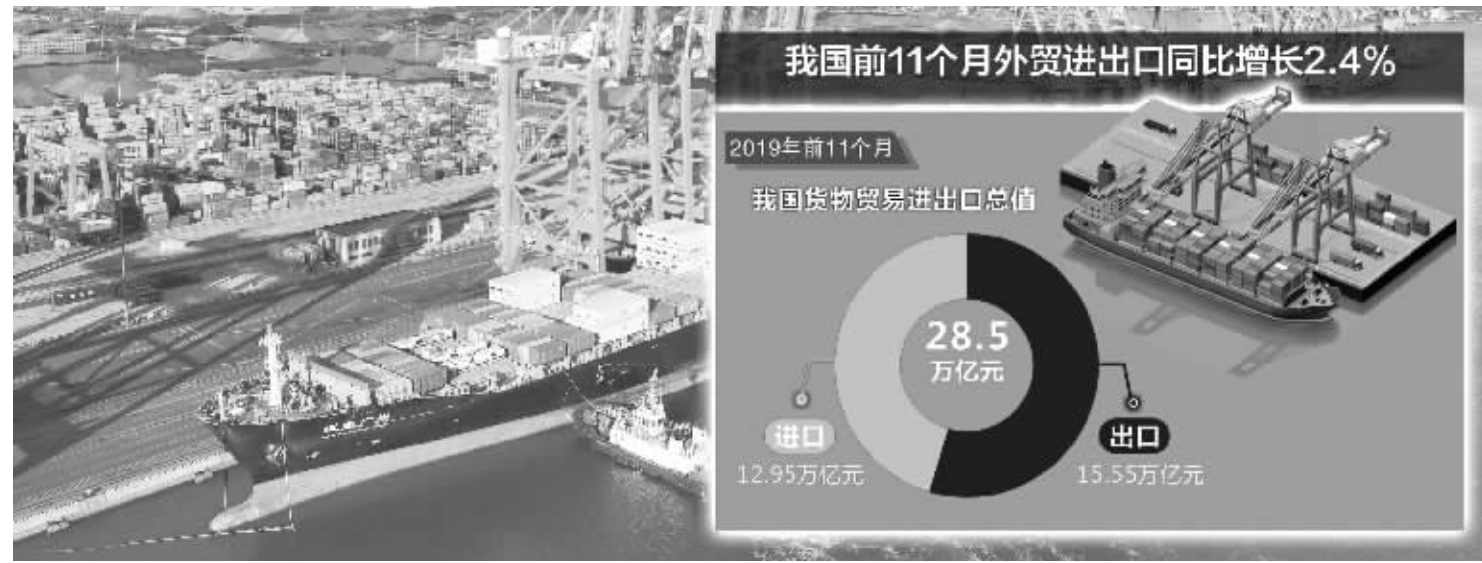 我国前11个月外贸进出口同比增长2.4%
2019年前11个月
我国货物贸易进出口总值
28.5
万亿元
进口
12.95万亿元
出口
15.55万亿元